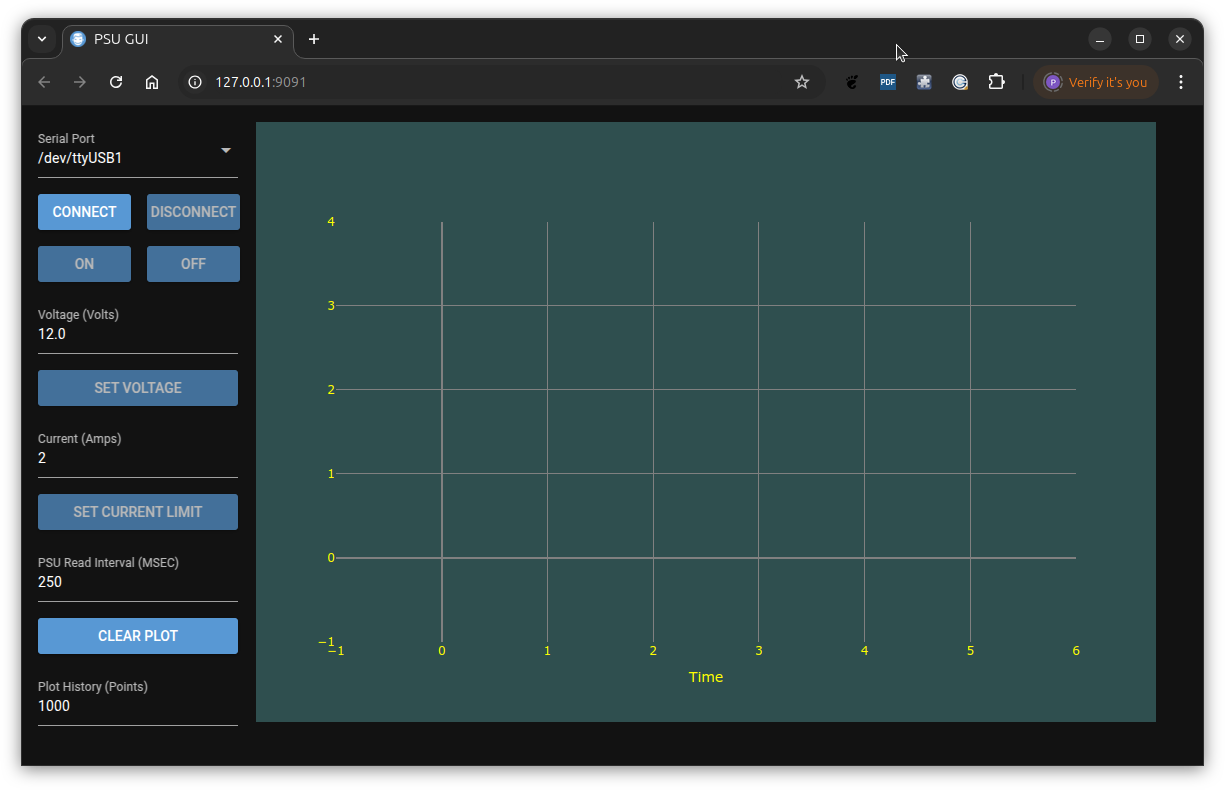 PSU GUI
127.0.0.1:9091
PDF
P
Verify it's you
Serial Port
/dev/ttyUSB1
CONNECT
DISCONNECT
ON
OFF
Voltage (Volts)
12.0
SET VOLTAGE
Current (Amps)
2
SET CURRENT LIMIT
PSU Read Interval (MSEC)
250
CLEAR PLOT
Plot History (Points)
1000
4
3
2
1
0
−1
−1 0 1 2 3 4 5 6
Time